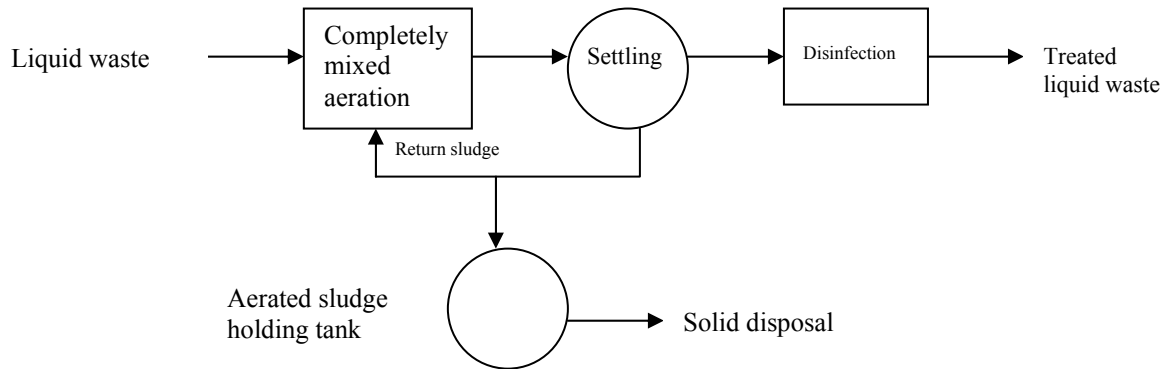 Liquid waste
Completely
mixed
aeration
Settling
Disinfection
Treated
liquid waste
Return sludge
Aerated sludge
holding tank
Solid disposal